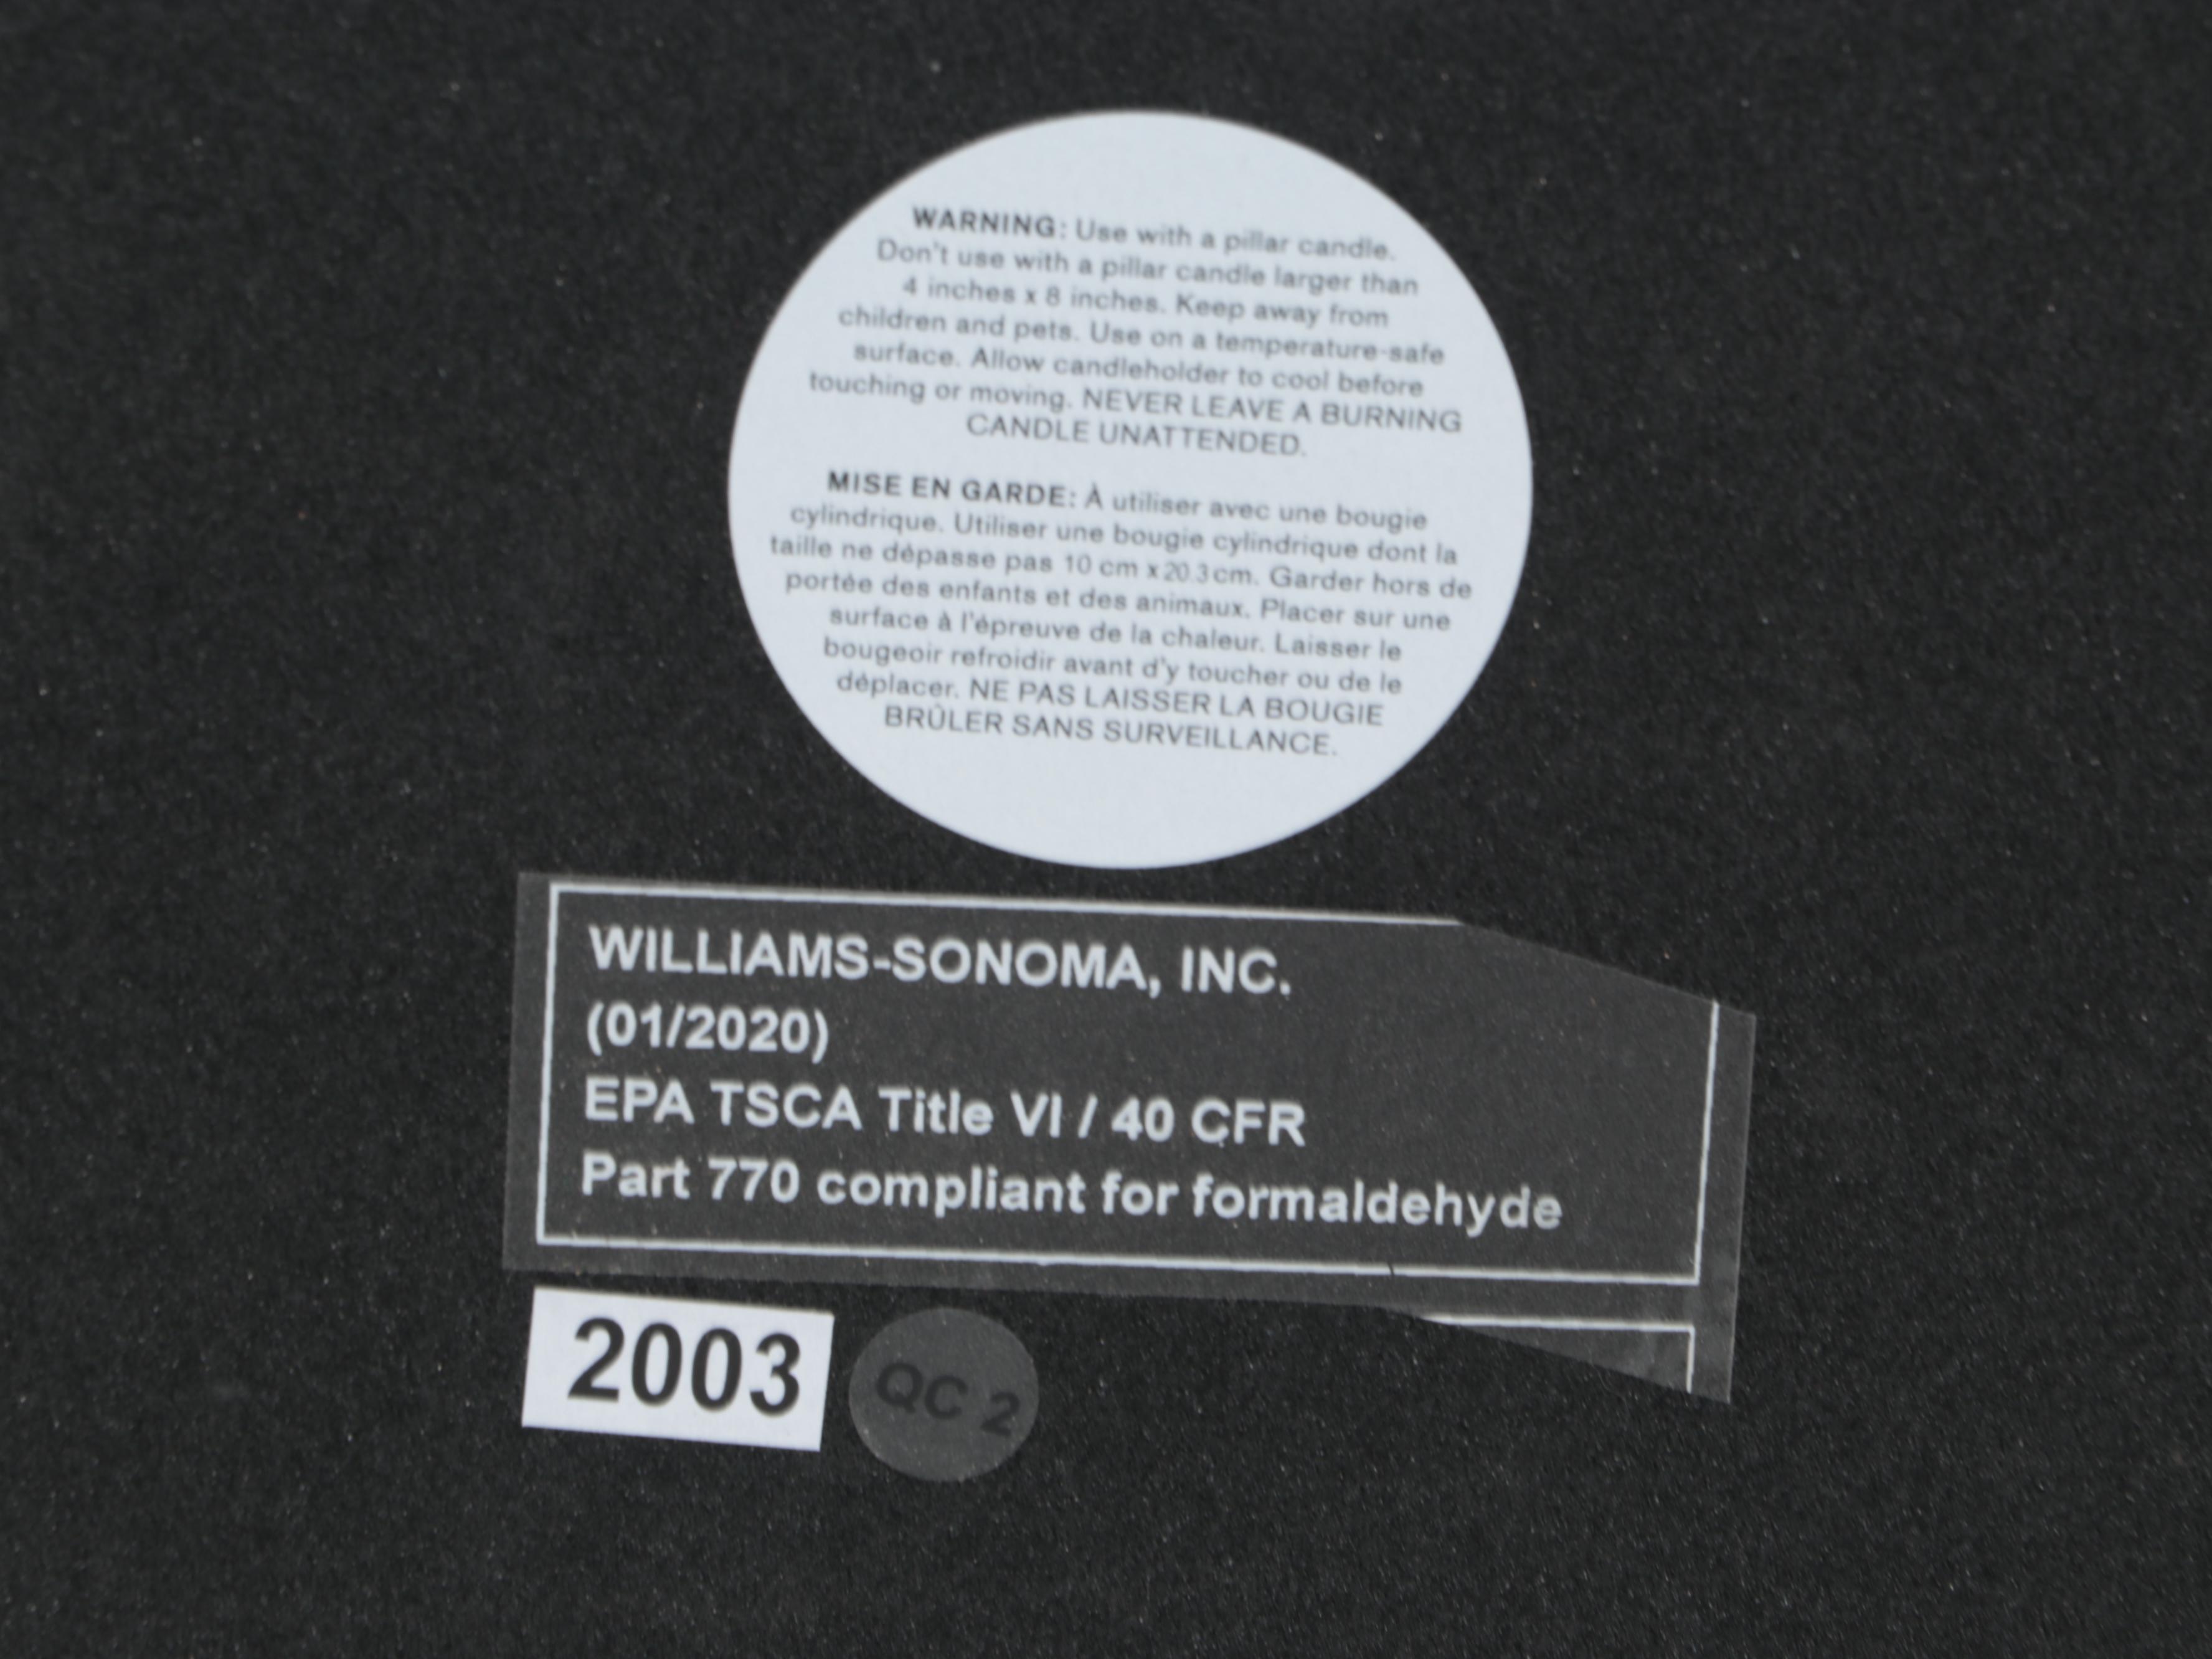 WARNING: Use with a pillar candle.
Don't use with a pillar candle larger than
4 inches x 8 inches. Keep away from
children and pets. Use on a temperature-safe
surface. Allow candleholder to cool before
touching or moving. NEVER LEAVE A BURNING
CANDLE UNATTENDED.
MISE EN GARDE: À utiliser avec une bougie
cylindrique. Utiliser une bougie cylindrique dont la
taille ne dépasse pas 10 cm x 20.3 cm. Garder hors de
portée des enfants et des animaux. Placer sur une
surface à l'épreuve de la chaleur. Laisser le
bougeoir refroidir avant d'y toucher ou de le
déplacer. NE PAS LAISSER LA BOUGIE
BRÛLER SANS SURVEILLANCE.
WILLIAMS-SONOMA, INC.
(01/2020)
EPA TSCA Title VI / 40 CFR
Part 770 compliant for formaldehyde
2003
QC 2